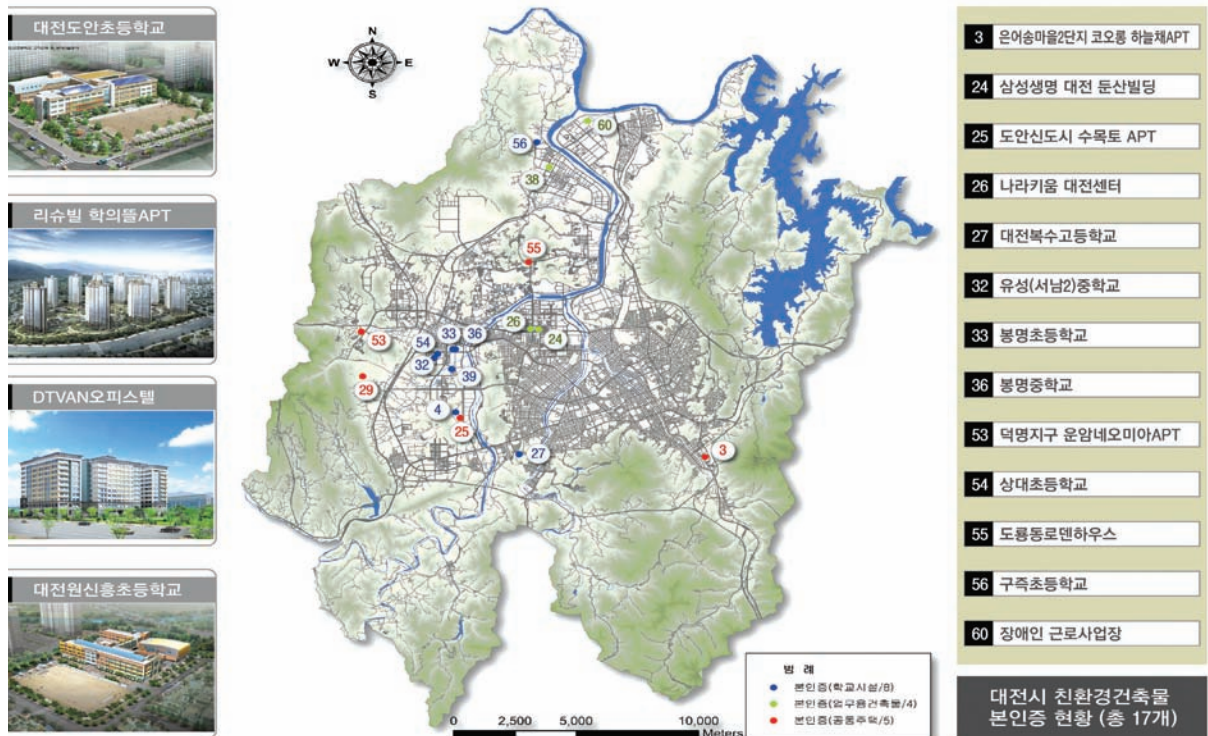 대전도안초등학교
리슈빌 학의뜰APT
DTVAN오피스텔
대전원신흥초등학교
N
W
E
S
60
56
38
55
26
24
53
54
33
36
32
39
29
4
25
27
3
범 례
본인증(학교시설/8)
본인증(업무용건축물/4)
본인증(공동주택/5)
0 2,500 5,000 10,000
Meters
3 은어송마을2단지 코오롱 하늘채APT
24 삼성생명 대전 둔산빌딩
25 도안신도시 수목토 APT
26 나라키움 대전센터
27 대전복수고등학교
32 유성(서남2)중학교
33 봉명초등학교
36 봉명중학교
53 덕명지구 운암네오미아APT
54 상대초등학교
55 도룡동로덴하우스
56 구즉초등학교
60 장애인 근로사업장
대전시 친환경건축물
본인증 현황 (총 17개)